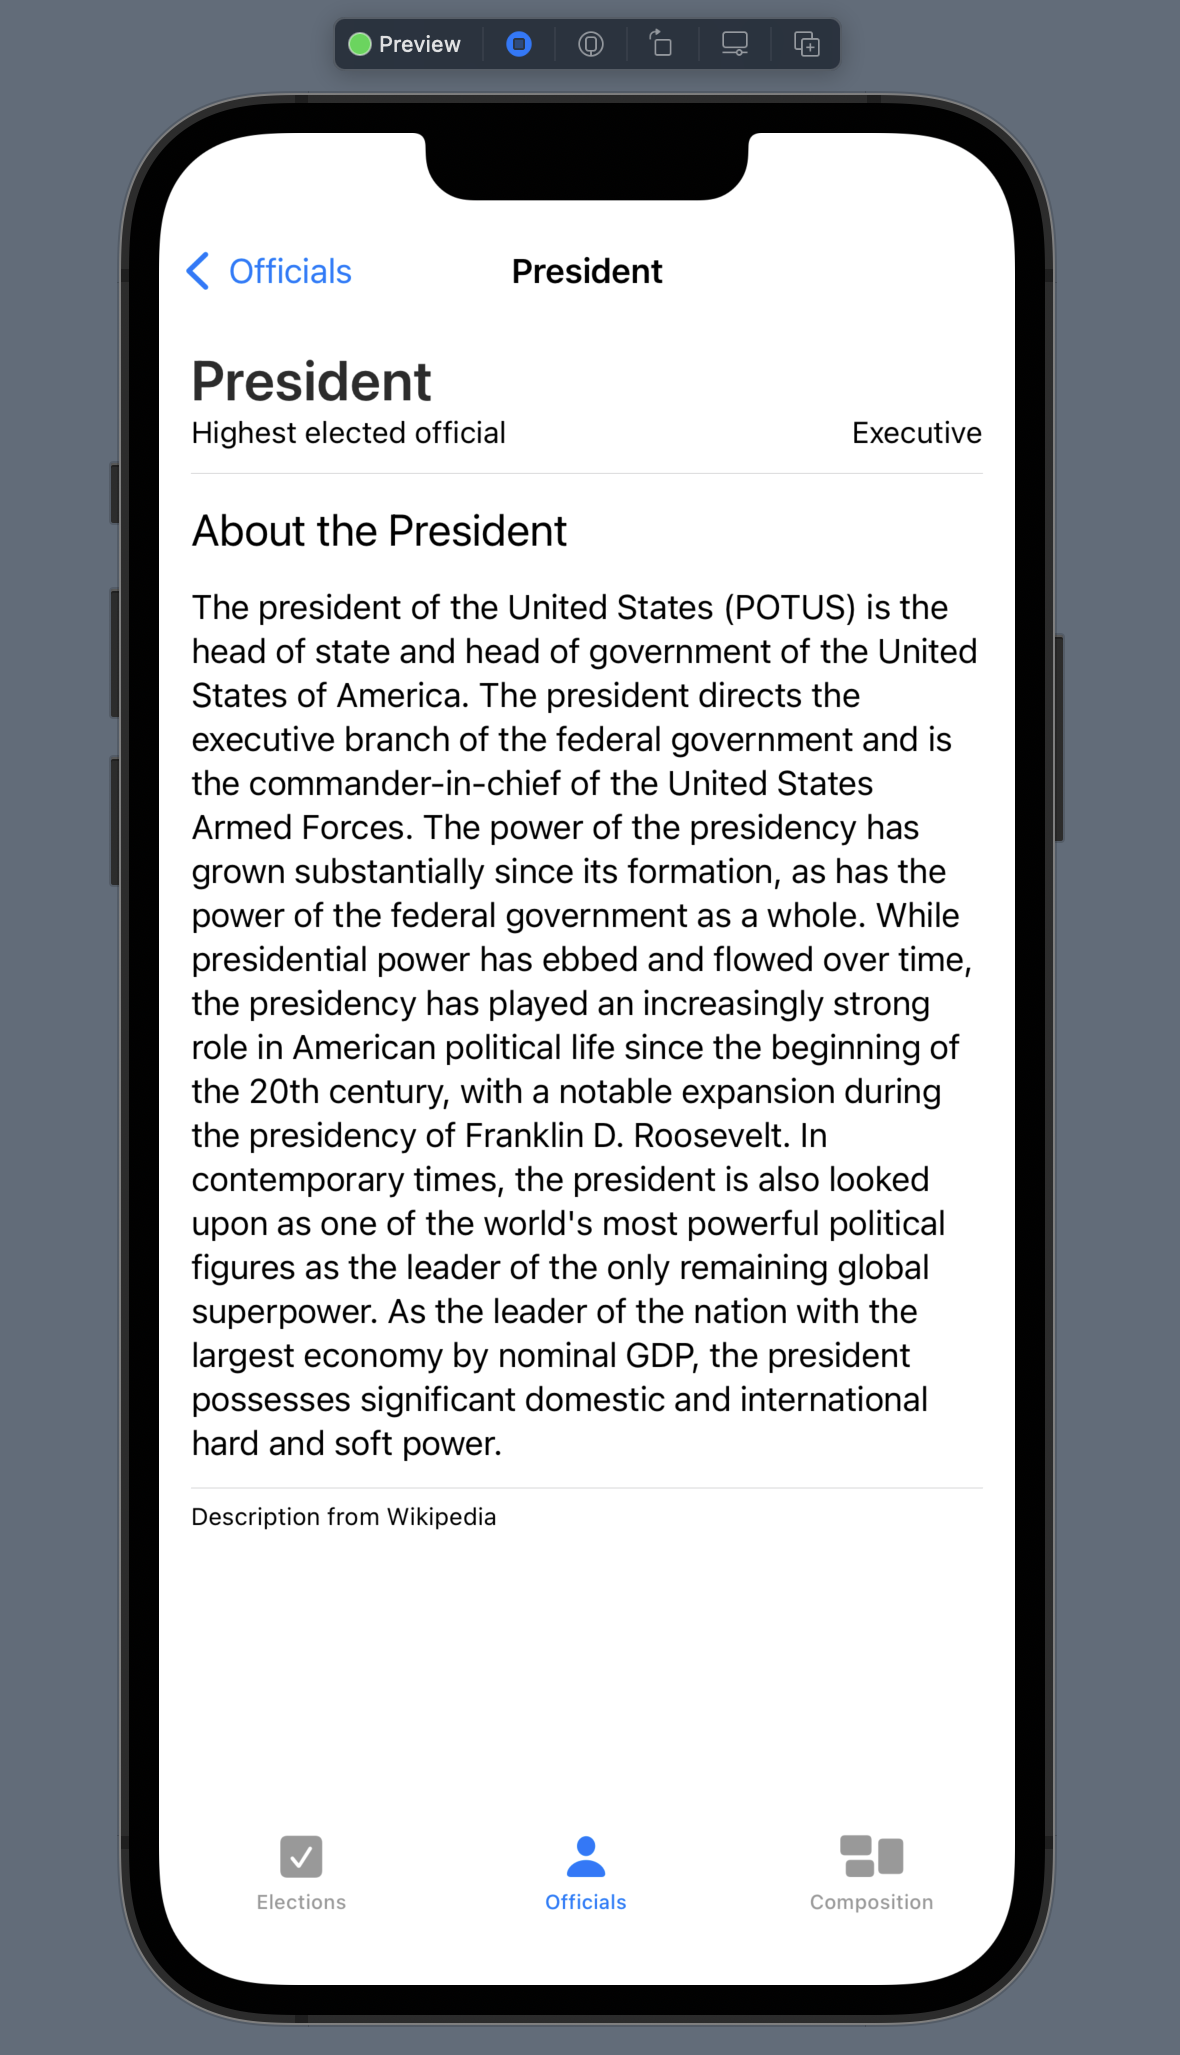 Preview
Officials
President
President
Highest elected official
Executive
About the President
The president of the United States (POTUS) is the
head of state and head of government of the United
States of America. The president directs the
executive branch of the federal government and is
the commander-in-chief of the United States
Armed Forces. The power of the presidency has
grown substantially since its formation, as has the
power of the federal government as a whole. While
presidential power has ebbed and flowed over time,
the presidency has played an increasingly strong
role in American political life since the beginning of
the 20th century, with a notable expansion during
the presidency of Franklin D. Roosevelt. In
contemporary times, the president is also looked
upon as one of the world's most powerful political
figures as the leader of the only remaining global
superpower. As the leader of the nation with the
largest economy by nominal GDP, the president
possesses significant domestic and international
hard and soft power.
Description from Wikipedia
Elections
Officials
Composition